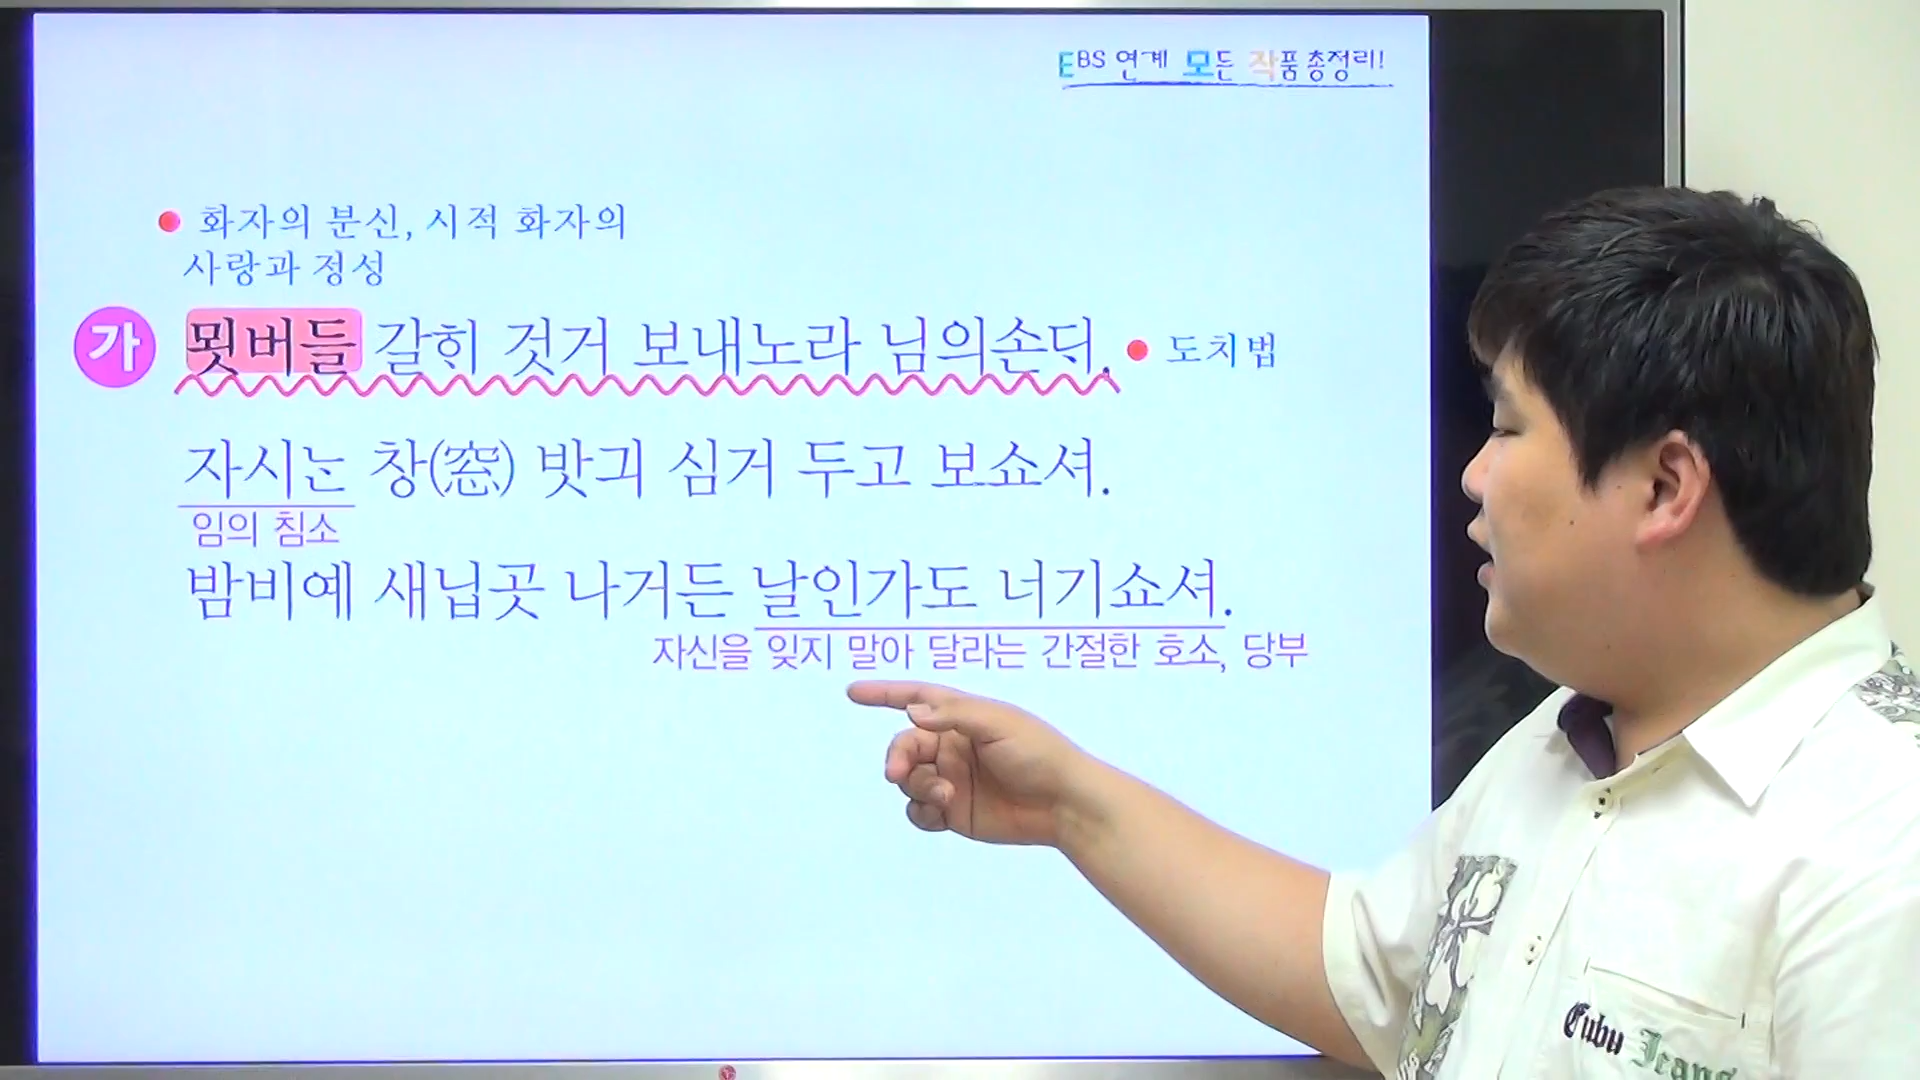 EBS 연계 모든 작품총정리!
화자의 분신, 시적 화자의
사랑과 정성
가 묏버들 갈ᄒᆡ 것거 보내노라 님의손ᄃᆡ. 도치법
자시ᄂᆞᆫ 창(窓) 밧긔 심거 두고 보쇼셔.
임의 침소
밤비예 새닙곳 나거든 날인가도 너기쇼셔.
자신을 잊지 말아 달라는 간절한 호소, 당부
Cubu Jeans